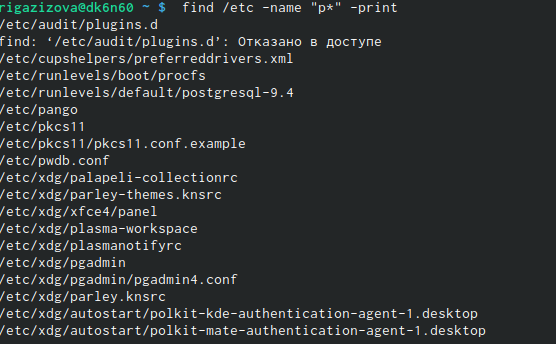 rigazizova@dk6n60 ~ $ find /etc -name "p*" -print
/etc/audit/plugins.d
find: ‘/etc/audit/plugins.d’: Отказано в доступе
/etc/cupshelpers/preferreddrivers.xml
/etc/runlevels/boot/procfs
/etc/runlevels/default/postgresql-9.4
/etc/pango
/etc/pkcs11
/etc/pkcs11/pkcs11.conf.example
/etc/pwdb.conf
/etc/xdg/palapeli-collectionrc
/etc/xdg/parley-themes.knsrc
/etc/xdg/xfce4/panel
/etc/xdg/plasma-workspace
/etc/xdg/plasmanotifyrc
/etc/xdg/pgadmin
/etc/xdg/pgadmin/pgadmin4.conf
/etc/xdg/parley.knsrc
/etc/xdg/autostart/polkit-kde-authentication-agent-1.desktop
/etc/xdg/autostart/polkit-mate-authentication-agent-1.desktop